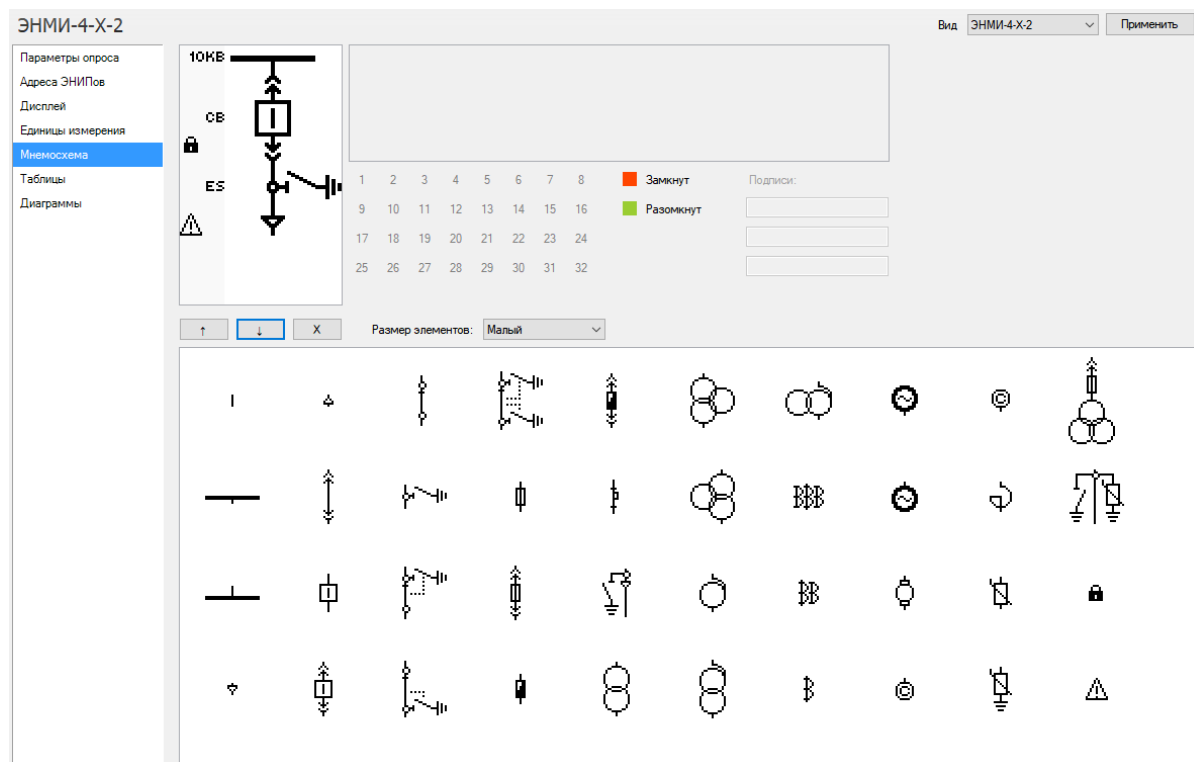 ЭНМИ-4-X-2
Вид ЭНМИ-4-X-2 Применить
Параметры опроса
Адреса ЭНИПов
Дисплей
Единицы измерения
Мнемосхема
Таблицы
Диаграммы
10КВ
СВ
ES
1 2 3 4 5 6 7 8
9 10 11 12 13 14 15 16
17 18 19 20 21 22 23 24
25 26 27 28 29 30 31 32
Замкнут
Разомкнут
Подписи:
↑ ↓ X Размер элементов: Малый